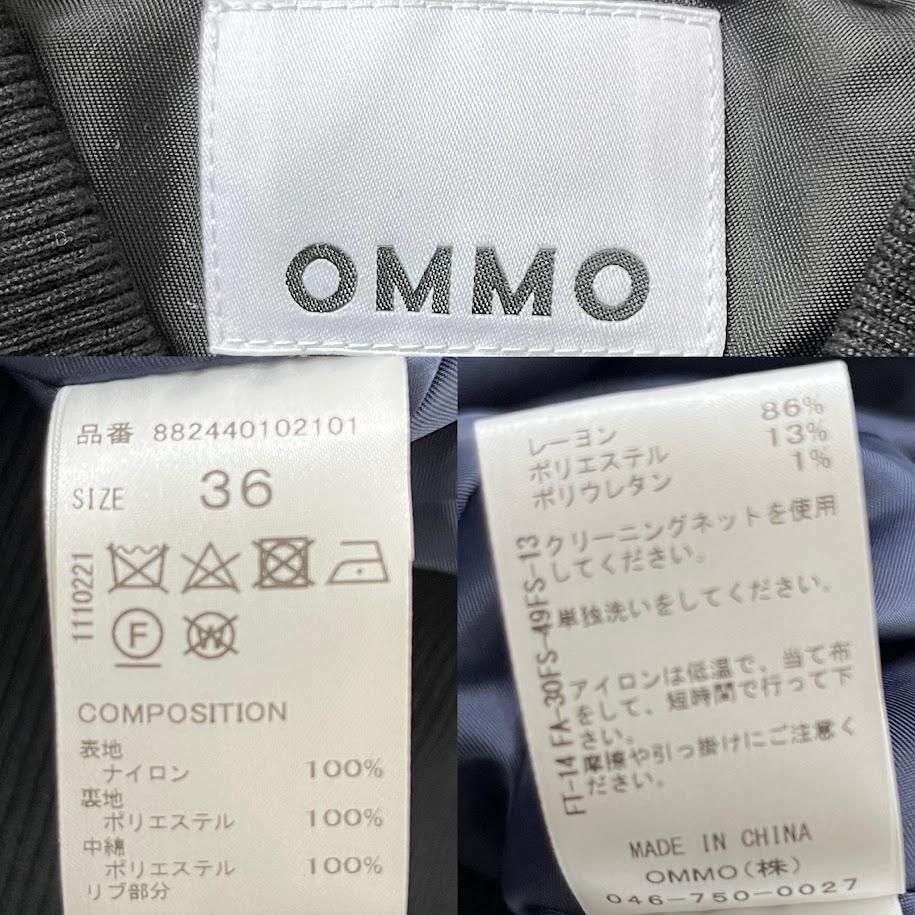 OMMO
品番 882440102101
SIZE 36
1110221
F
W
COMPOSITION
表地
ナイロン 100%
裏地
ポリエステル 100%
中綿
ポリエステル 100%
リブ部分
レーヨン 86%
ポリエステル 13%
ポリウレタン 1%
クリーニングネットを使用
してください。
単独洗いをしてください。
アイロンは低温で、当て布
をして、短時間で行って下
さい。
摩擦や引っ掛けにご注意く
ださい。
FT-14FA-30FS-49FS-13
MADE IN CHINA
OMMO(株)
046-750-0027